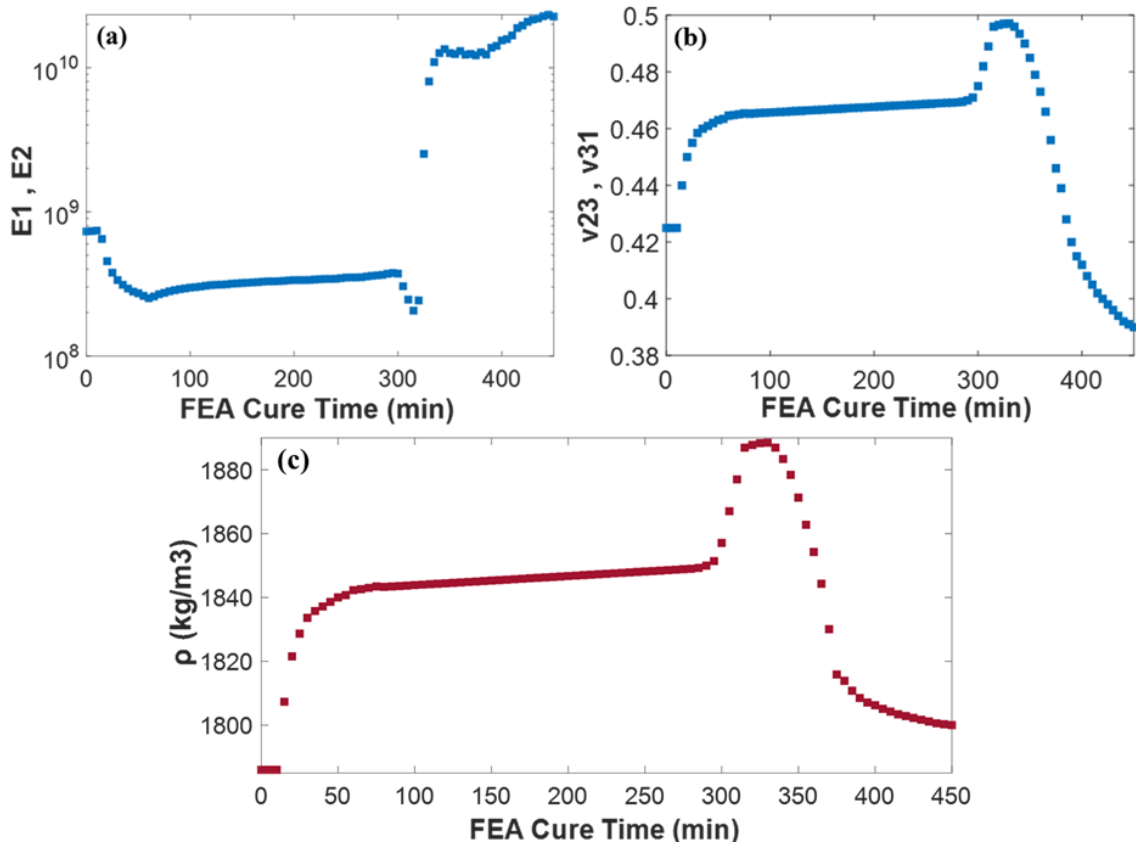 (a)
E1 , E2
10^10
10^9
10^8
0 100 200 300 400
FEA Cure Time (min)
(b)
v23 , v31
0.5
0.48
0.46
0.44
0.42
0.4
0.38
0 100 200 300 400
FEA Cure Time (min)
(c)
ρ (kg/m3)
1880
1860
1840
1820
1800
0 50 100 150 200 250 300 350 400 450
FEA Cure Time (min)